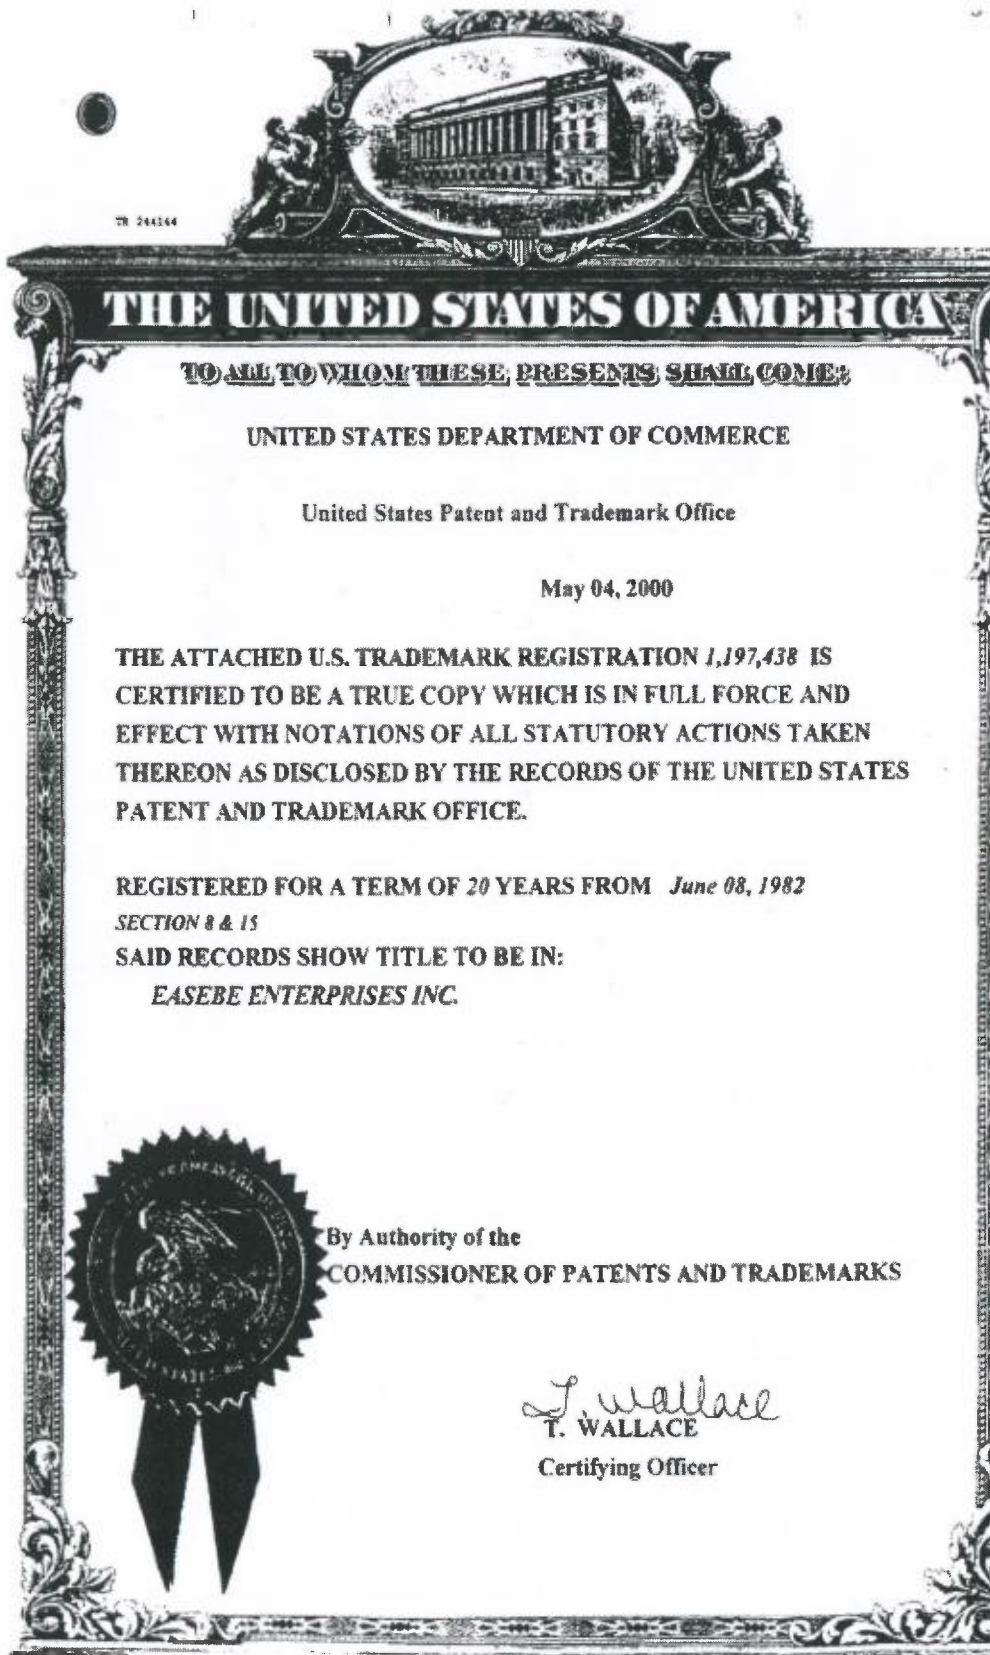 TR 244144
THE UNITED STATES OF AMERICA
TO ALL TO WHOM THESE PRESENTS SHALL COME:
UNITED STATES DEPARTMENT OF COMMERCE
United States Patent and Trademark Office
May 04, 2000
THE ATTACHED U.S. TRADEMARK REGISTRATION 1,197,438 IS
CERTIFIED TO BE A TRUE COPY WHICH IS IN FULL FORCE AND
EFFECT WITH NOTATIONS OF ALL STATUTORY ACTIONS TAKEN
THEREON AS DISCLOSED BY THE RECORDS OF THE UNITED STATES
PATENT AND TRADEMARK OFFICE.
REGISTERED FOR A TERM OF 20 YEARS FROM June 08, 1982
SECTION 8 & 15
SAID RECORDS SHOW TITLE TO BE IN:
EASEBE ENTERPRISES INC.
By Authority of the
COMMISSIONER OF PATENTS AND TRADEMARKS
T. Wallace
T. WALLACE
Certifying Officer